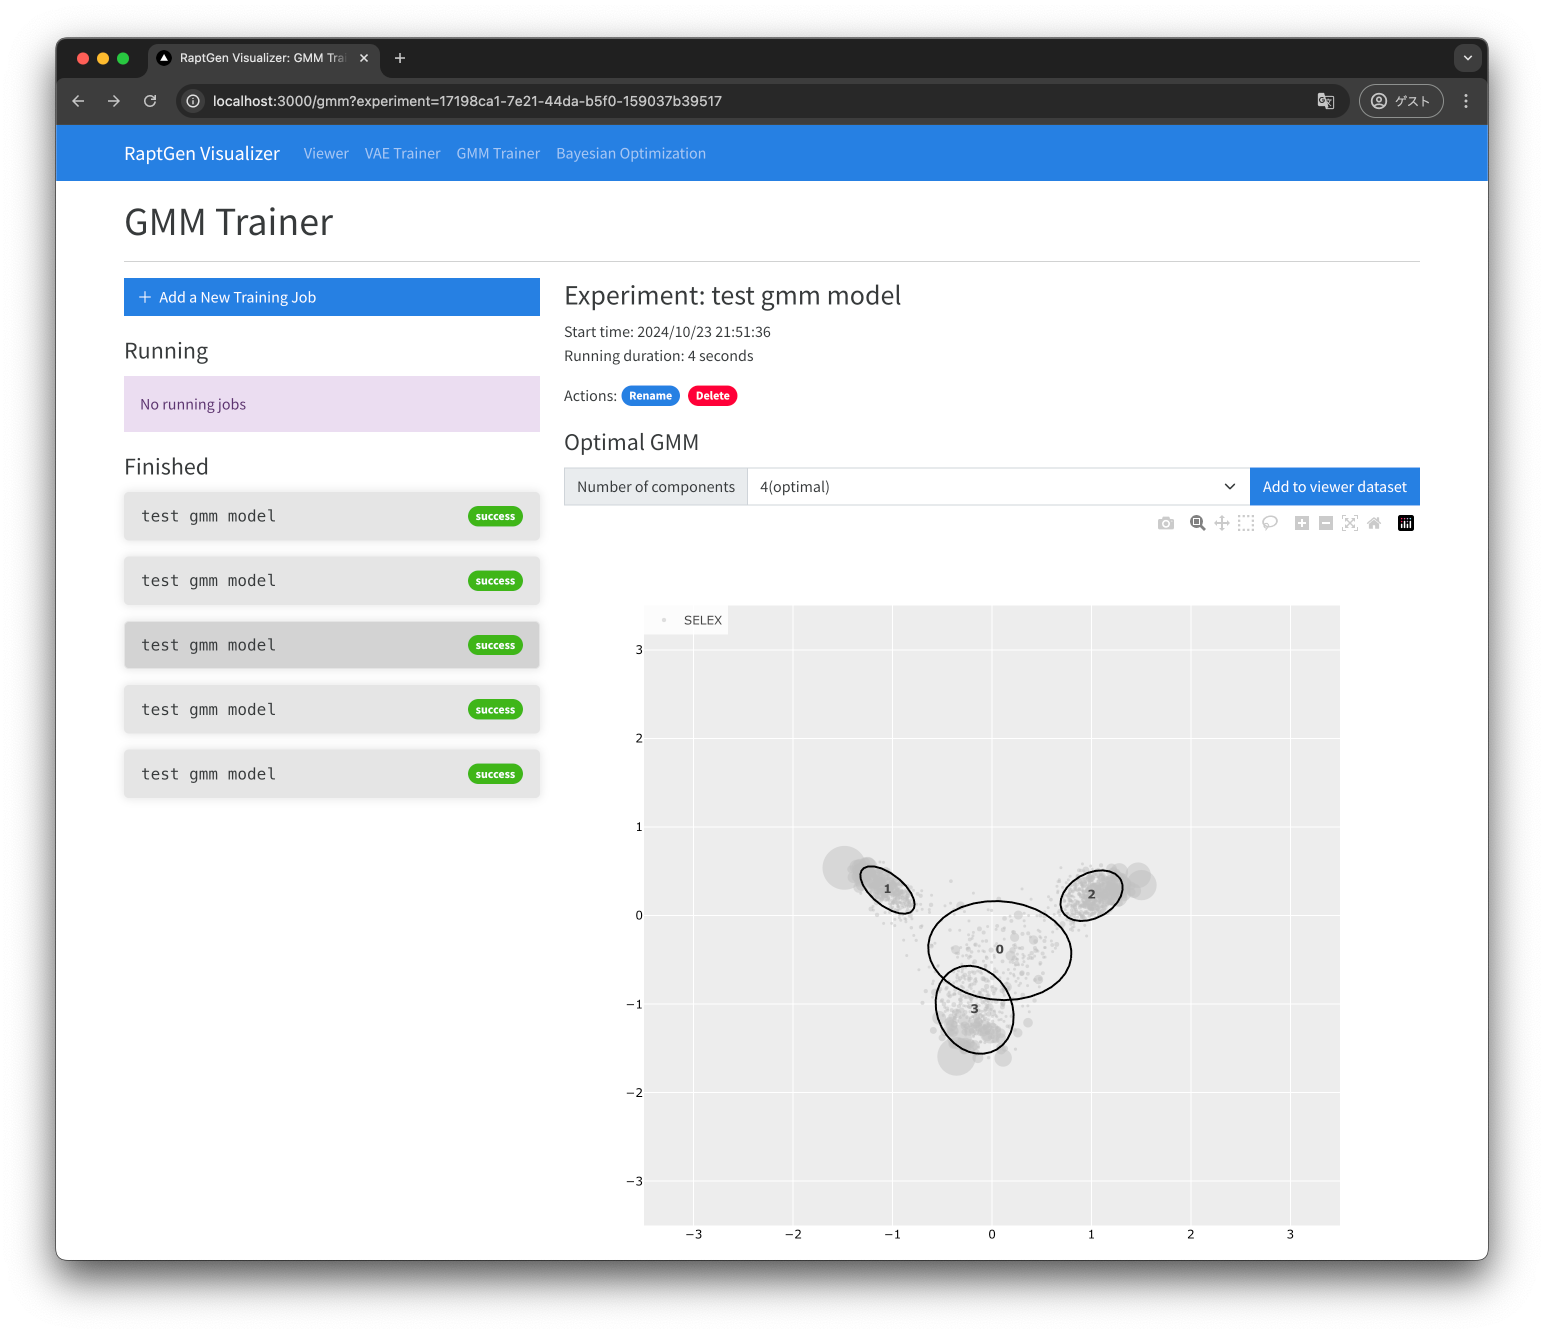 RaptGen Visualizer: GMM Trai
localhost:3000/gmm?experiment=17198ca1-7e21-44da-b5f0-159037b39517
ゲスト
RaptGen Visualizer Viewer VAE Trainer GMM Trainer Bayesian Optimization
GMM Trainer
Add a New Training Job
Running
No running jobs
Finished
test gmm model success
test gmm model success
test gmm model success
test gmm model success
test gmm model success
Experiment: test gmm model
Start time: 2024/10/23 21:51:36
Running duration: 4 seconds
Actions: Rename Delete
Optimal GMM
Number of components 4(optimal) Add to viewer dataset
SELEX
3
2
1
0
−1
−2
−3
1
2
0
3
−3 −2 −1 0 1 2 3